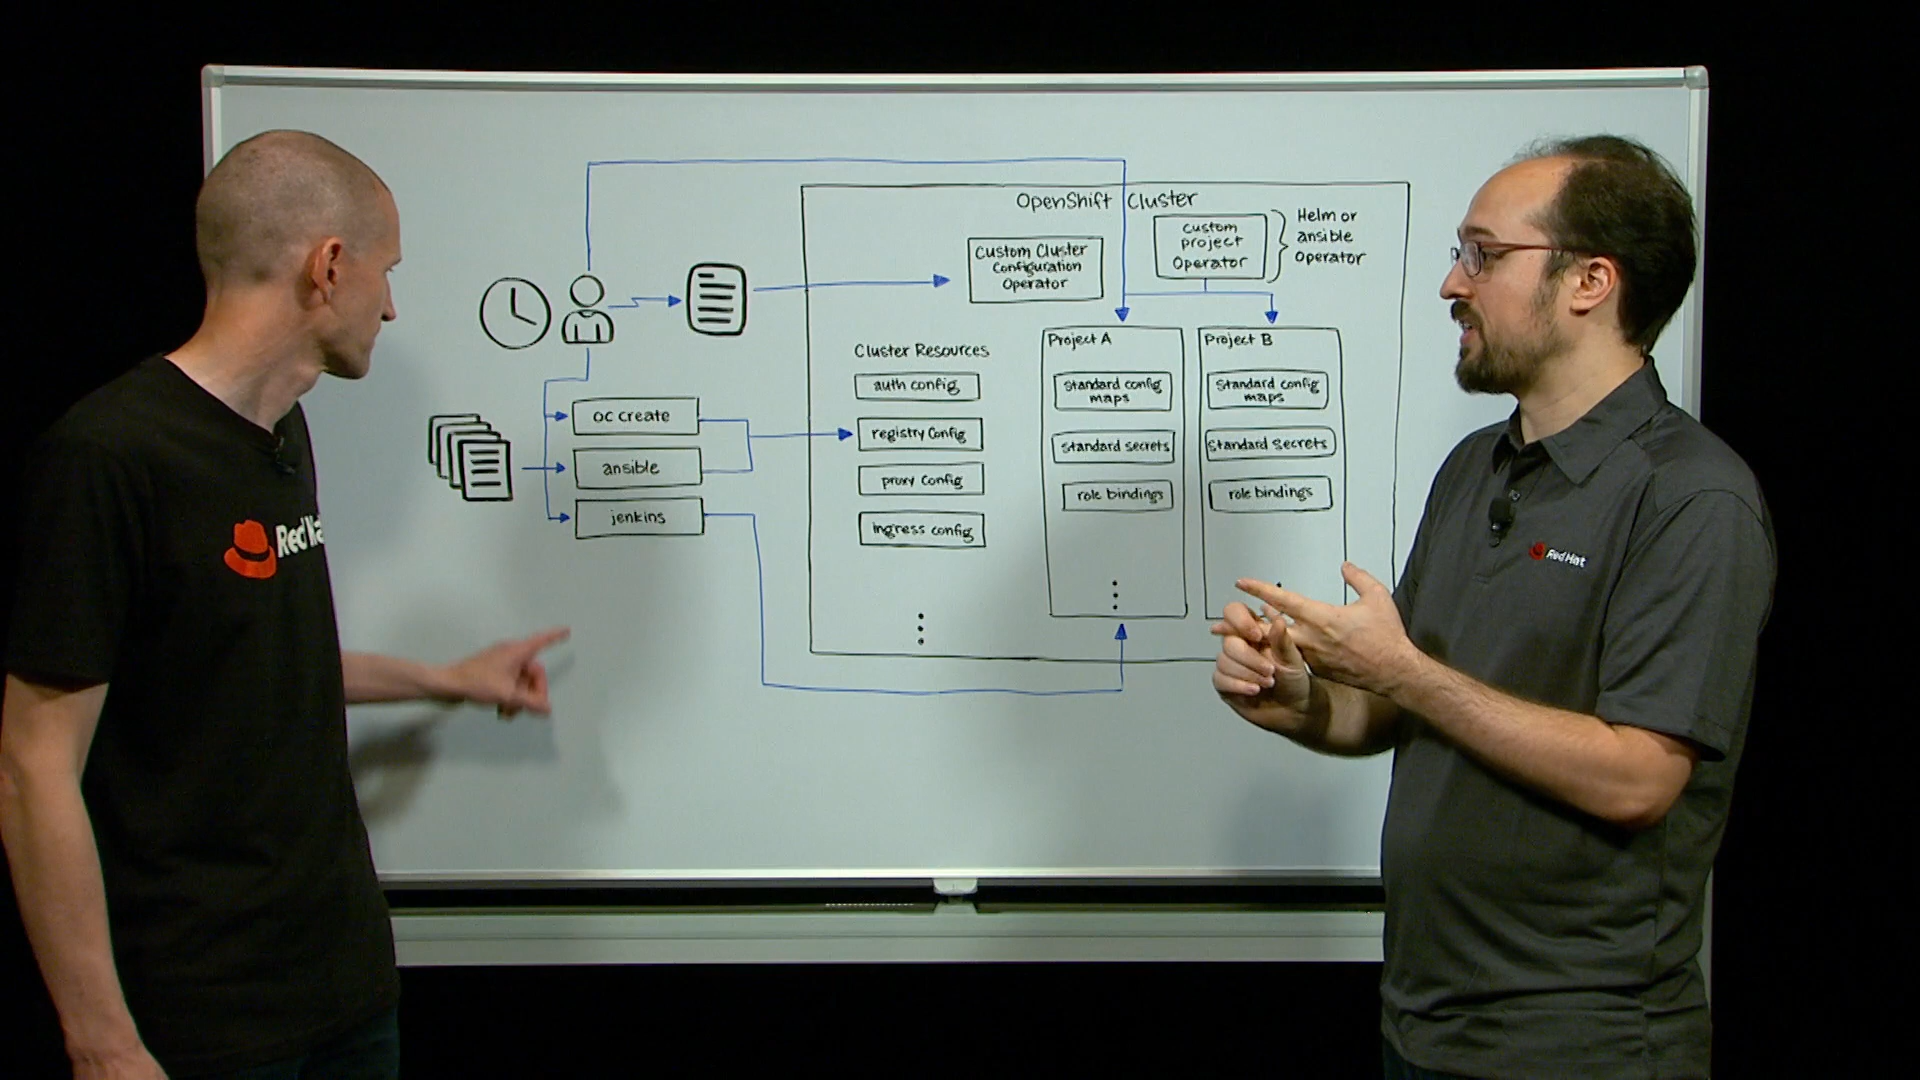 OpenShift Cluster
Custom Cluster
Configuration
Operator
custom
project
Operator
Helm or
ansible
Operator
Cluster Resources
auth config
registry Config
proxy Config
ingress config
Project A
Standard config
maps
Standard secrets
role bindings
Project B
Standard config
maps
Standard Secrets
role bindings
oc create
ansible
jenkins
Red Ha
Red Hat